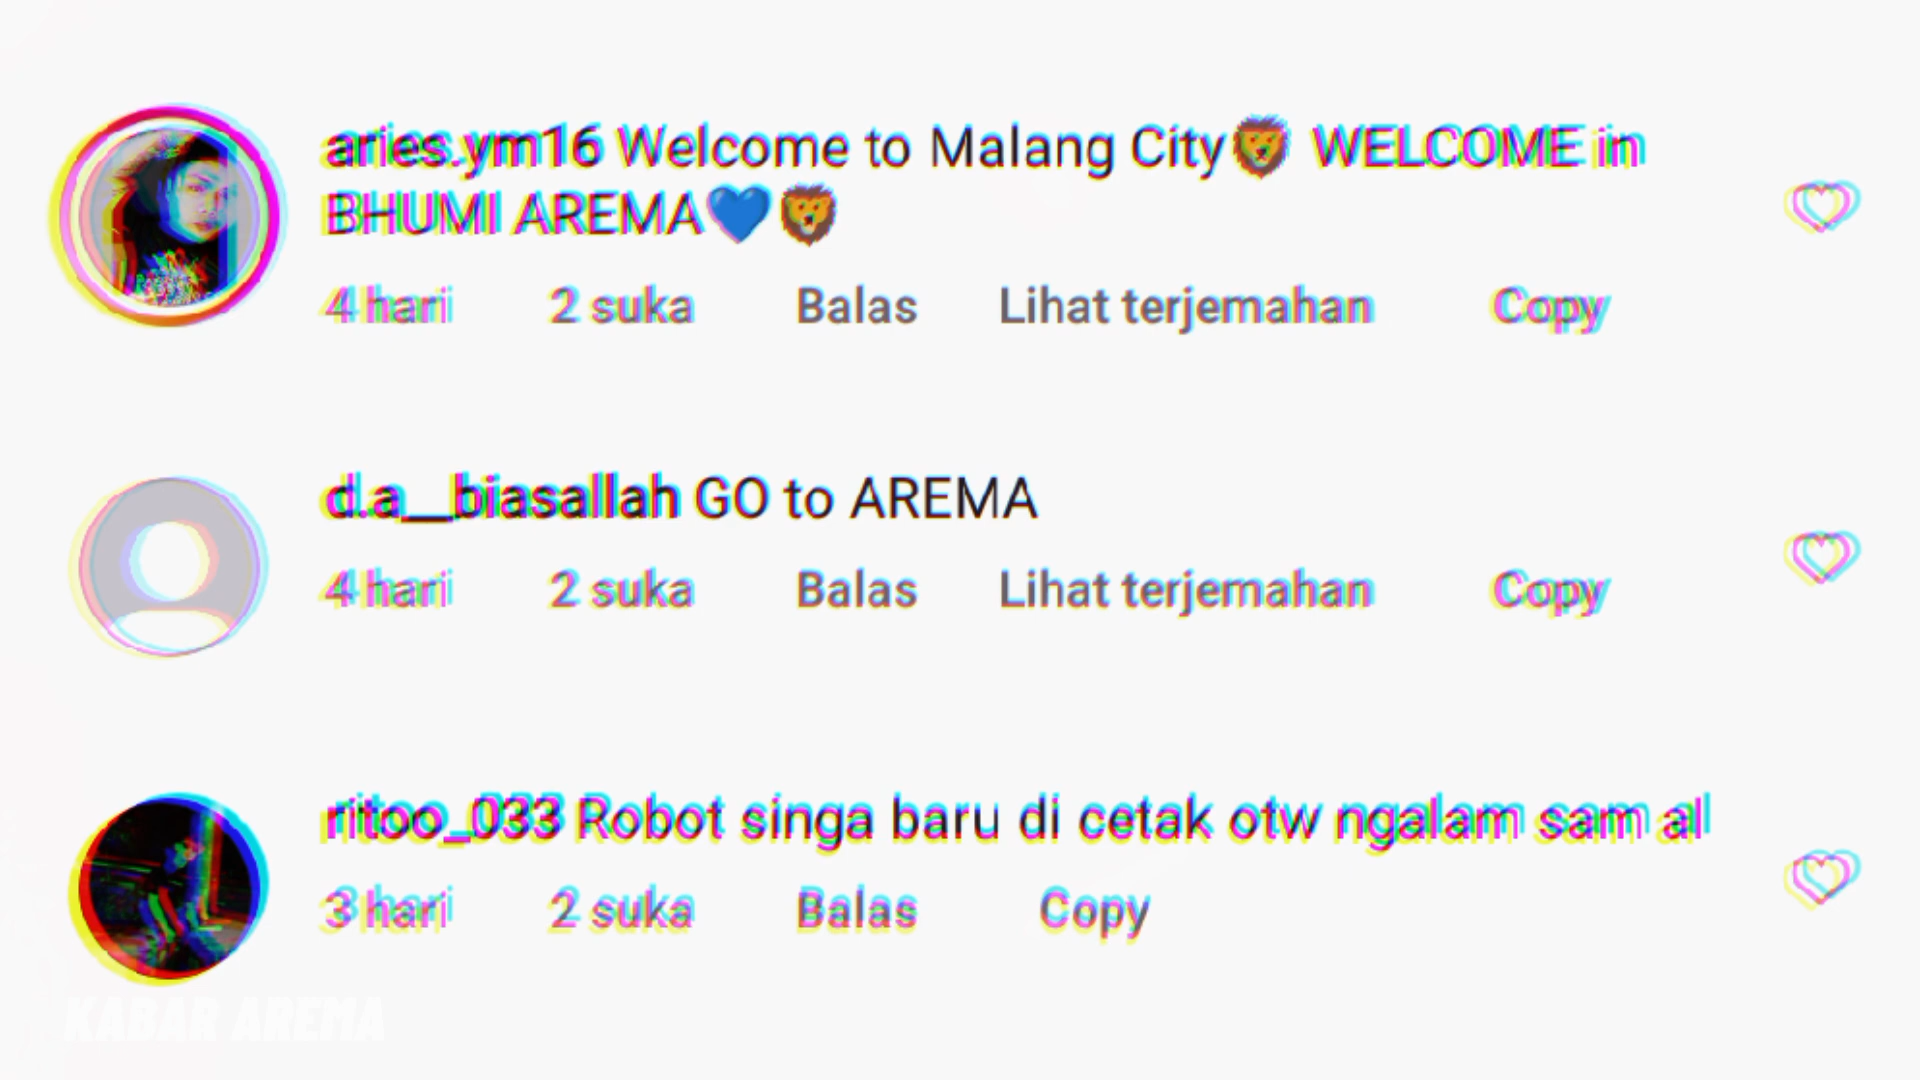 aries.ym16 Welcome to Malang City🦁 WELCOME in
BHUMI AREMA💙🦁
4 hari 2 suka Balas Lihat terjemahan Copy
d.a__biasallah GO to AREMA
4 hari 2 suka Balas Lihat terjemahan Copy
ritoo_033 Robot singa baru di cetak otw ngalam sam al
3 hari 2 suka Balas Copy
KABAR AREMA